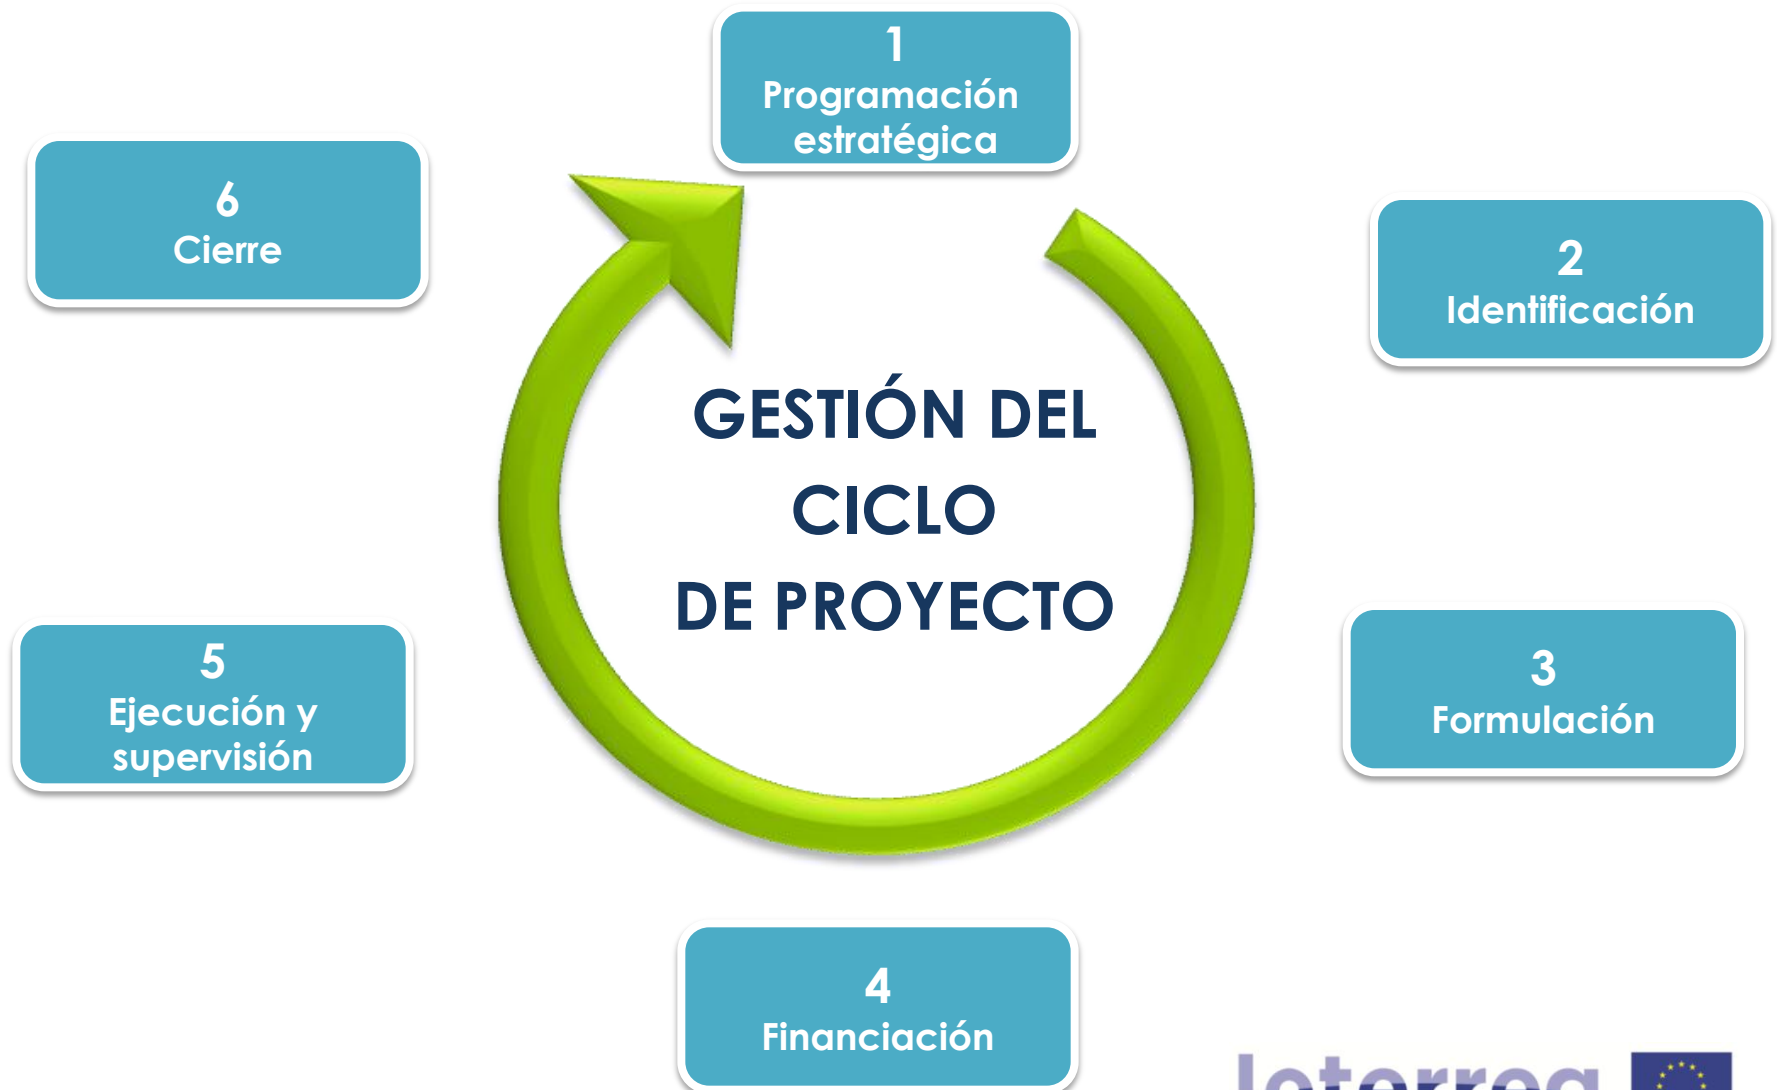 1
Programación
estratégica
6
Cierre
2
Identificación
GESTIÓN DEL
CICLO
DE PROYECTO
5
Ejecución y
supervisión
3
Formulación
4
Financiación
Interreg